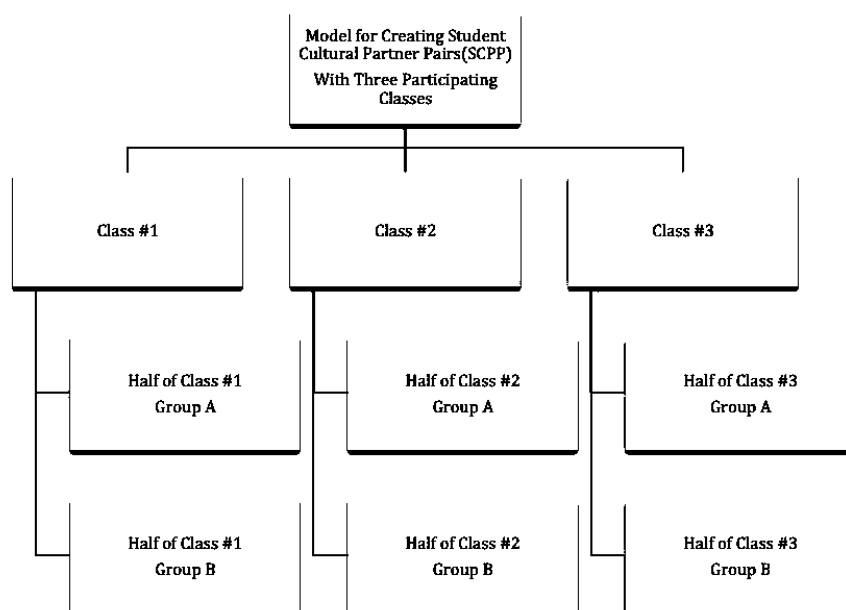 Model for Creating Student
Cultural Partner Pairs(SCPP)
With Three Participating
Classes
Class #1
Class #2
Class #3
Half of Class #1
Group A
Half of Class #2
Group A
Half of Class #3
Group A
Half of Class #1
Group B
Half of Class #2
Group B
Half of Class #3
Group B